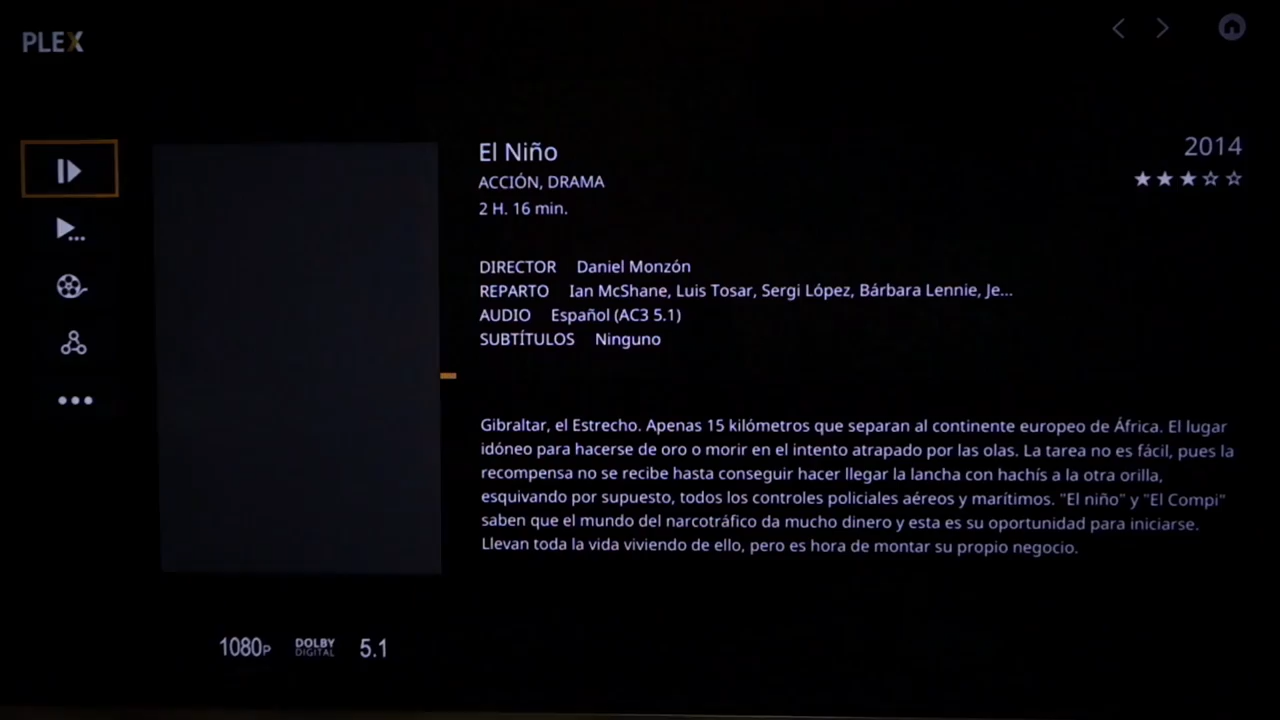 PLEX
El Niño
2014
ACCIÓN, DRAMA
2 H. 16 min.
DIRECTOR Daniel Monzón
REPARTO Ian McShane, Luis Tosar, Sergi López, Bárbara Lennie, Je...
AUDIO Español (AC3 5.1)
SUBTÍTULOS Ninguno
Gibraltar, el Estrecho. Apenas 15 kilómetros que separan al continente europeo de África. El lugar
idóneo para hacerse de oro o morir en el intento atrapado por las olas. La tarea no es fácil, pues la
recompensa no se recibe hasta conseguir hacer llegar la lancha con hachís a la otra orilla,
esquivando por supuesto, todos los controles policiales aéreos y marítimos. "El niño" y "El Compi"
saben que el mundo del narcotráfico da mucho dinero y esta es su oportunidad para iniciarse.
Llevan toda la vida viviendo de ello, pero es hora de montar su propio negocio.
1080P DOLBY DIGITAL 5.1